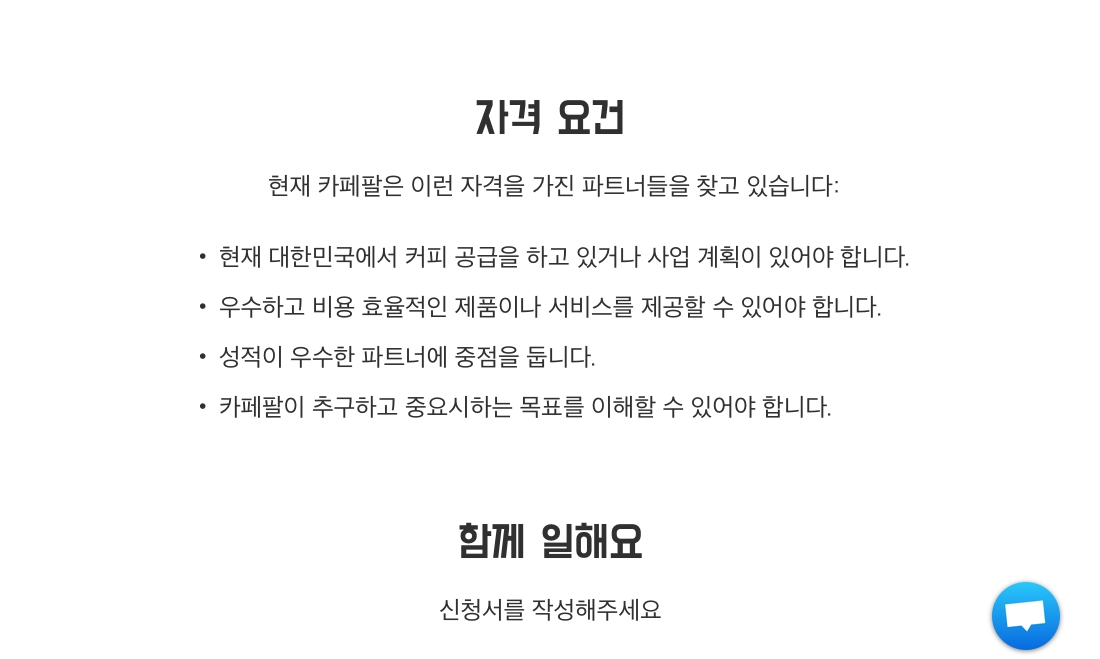 자격 요건
현재 카페팔은 이런 자격을 가진 파트너들을 찾고 있습니다:
• 현재 대한민국에서 커피 공급을 하고 있거나 사업 계획이 있어야 합니다.
• 우수하고 비용 효율적인 제품이나 서비스를 제공할 수 있어야 합니다.
• 성적이 우수한 파트너에 중점을 둡니다.
• 카페팔이 추구하고 중요시하는 목표를 이해할 수 있어야 합니다.
함께 일해요
신청서를 작성해주세요